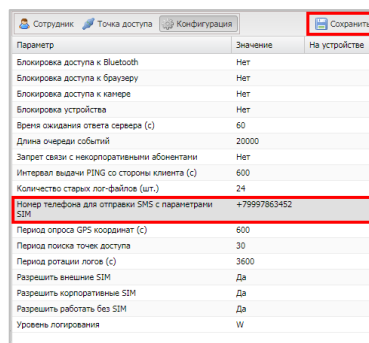 Сотрудник Точка доступа Конфигурация Сохранить
Параметр Значение На устройстве
Блокировка доступа к Bluetooth Нет
Блокировка доступа к браузеру Нет
Блокировка доступа к камере Нет
Блокировка устройства Нет
Время ожидания ответа сервера (с) 60
Длина очереди событий 20000
Запрет связи с некорпоративными абонентами Нет
Интервал выдачи PING со стороны клиента (с) 600
Количество старых лог-файлов (шт.) 24
Номер телефона для отправки SMS с параметрами +79997863452
SIM
Период опроса GPS координат (с) 600
Период поиска точек доступа 30
Период ротации логов (с) 3600
Разрешить внешние SIM Да
Разрешить корпоративные SIM Да
Разрешить работать без SIM Да
Уровень логирования W